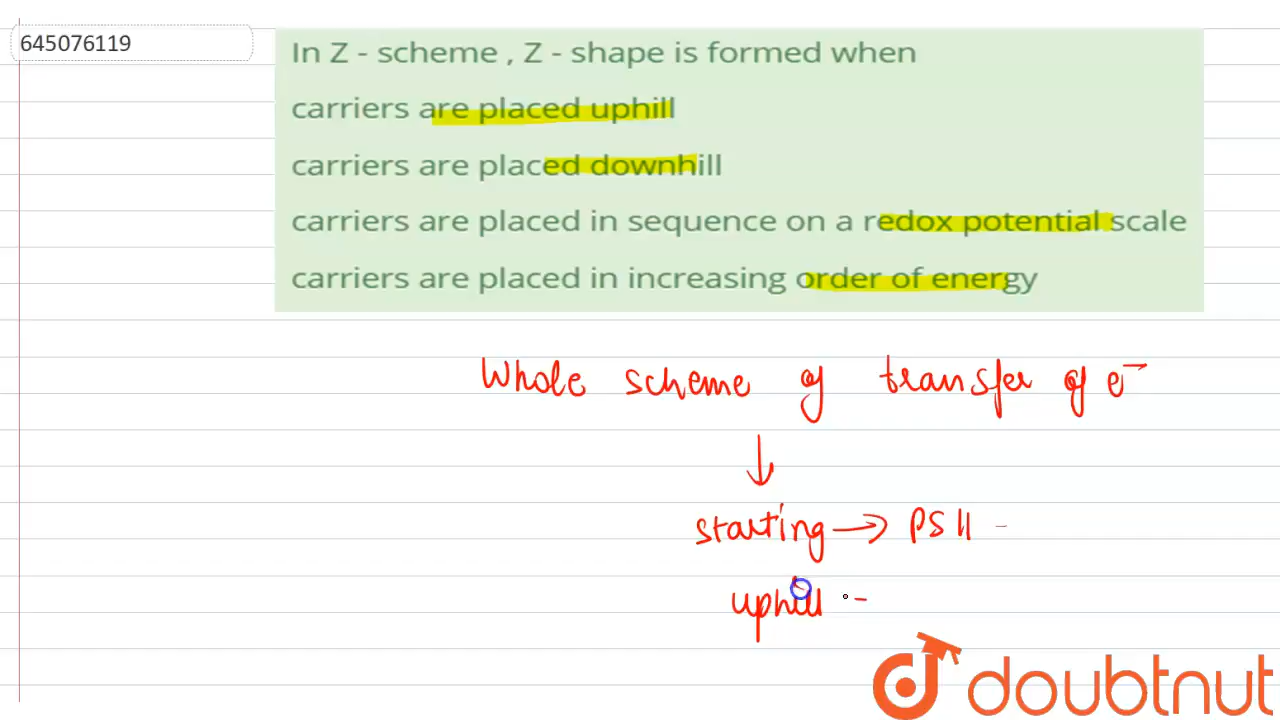 645076119
In Z - scheme , Z - shape is formed when
carriers are placed uphill
carriers are placed downhill
carriers are placed in sequence on a redox potential scale
carriers are placed in increasing order of energy
Whole scheme of transfer of e⁻
↓
starting → PS II -
uphill :-
doubtnut